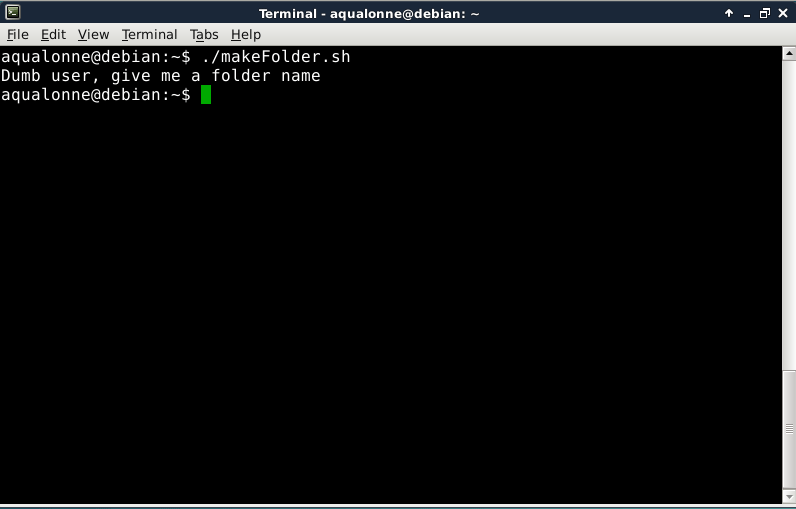 Terminal - aqualonne@debian: ~
File Edit View Terminal Tabs Help
aqualonne@debian:~$ ./makeFolder.sh
Dumb user, give me a folder name
aqualonne@debian:~$